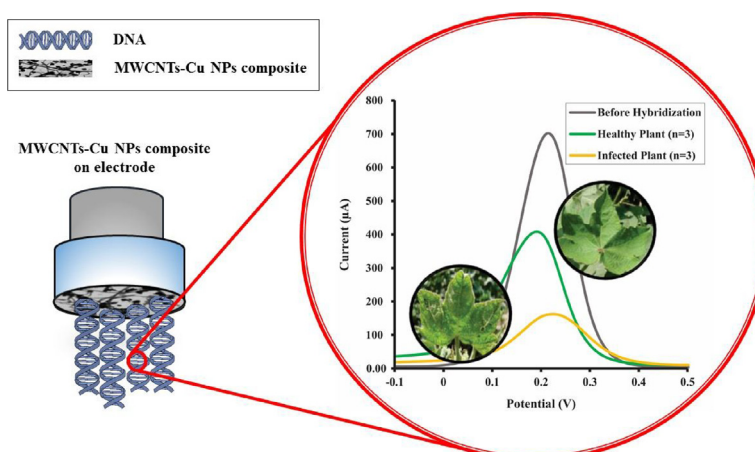 DNA
MWCNTs-Cu NPs composite
MWCNTs-Cu NPs composite
on electrode
800
700
600
500
400
300
200
100
0.00
Current (µA)
Before Hybridization
Healthy Plant (n=3)
Infected Plant (n=3)
-0.1
0
0.1
0.2
0.3
0.4
0.5
Potential (V)